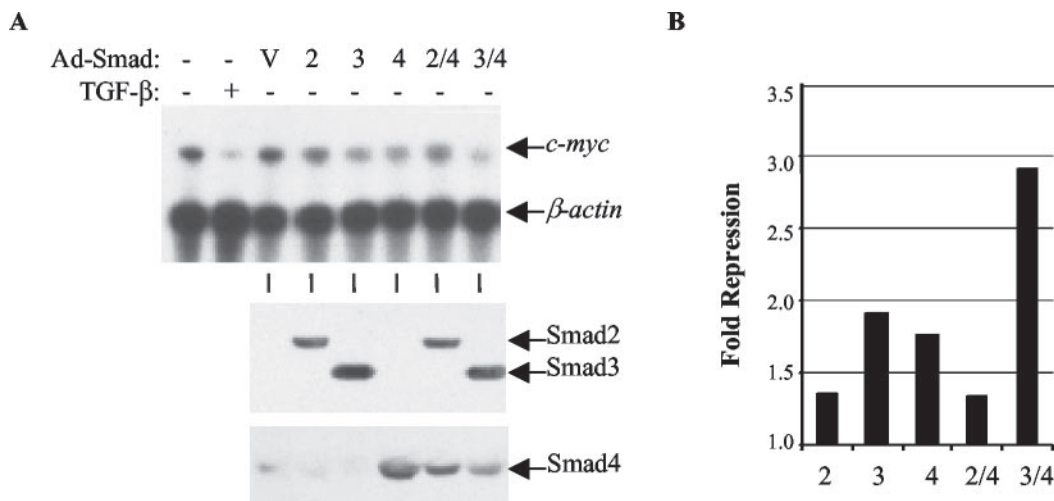 A
Ad-Smad: - - V 2 3 4 2/4 3/4
TGF-β: - + - - - - - -
c-myc
β-actin
Smad2
Smad3
Smad4
B
Fold Repression
3.5
3.0
2.5
2.0
1.5
1.0
2 3 4 2/4 3/4